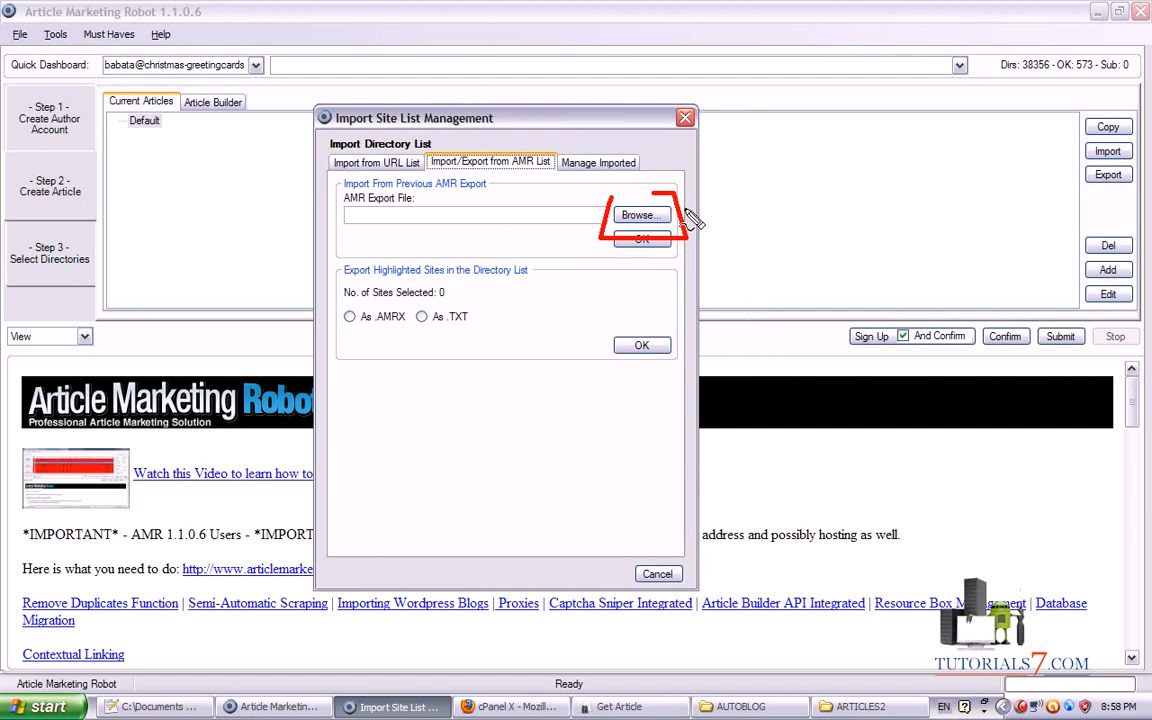 Article Marketing Robot 1.1.0.6
File Tools Must Haves Help
Quick Dashboard: babata@christmas-greetingcards Dirs: 38356 - OK: 573 - Sub: 0
- Step 1 -
Create Author
Account
- Step 2 -
Create Article
- Step 3 -
Select Directories
Current Articles Article Builder
Default
Copy
Import
Export
Del
Add
Edit
Import Site List Management
Import Directory List
Import from URL List Import/Export from AMR List Manage Imported
Import From Previous AMR Export
AMR Export File:
Browse...
OK
Export Highlighted Sites in the Directory List
No. of Sites Selected: 0
As .AMRX As .TXT
OK
Cancel
View Sign Up And Confirm Confirm Submit Stop
Article Marketing Robo
Professional Article Marketing Solution
Watch this Video to learn how to
*IMPORTANT* - AMR 1.1.0.6 Users - *IMPORT address and possibly hosting as well.
Here is what you need to do: http://www.articlemarke
Remove Duplicates Function | Semi-Automatic Scraping | Importing Wordpress Blogs | Proxies | Captcha Sniper Integrated | Article Builder API Integrated | Resource Box Management | Database
Migration
Contextual Linking
TUTORIALS7.COM
Article Marketing Robot Ready
start C:\Documents ... Article Marketin... Import Site List ... cPanel X - Mozill... Get Article AUTOBLOG ARTICLES2 EN 8:58 PM